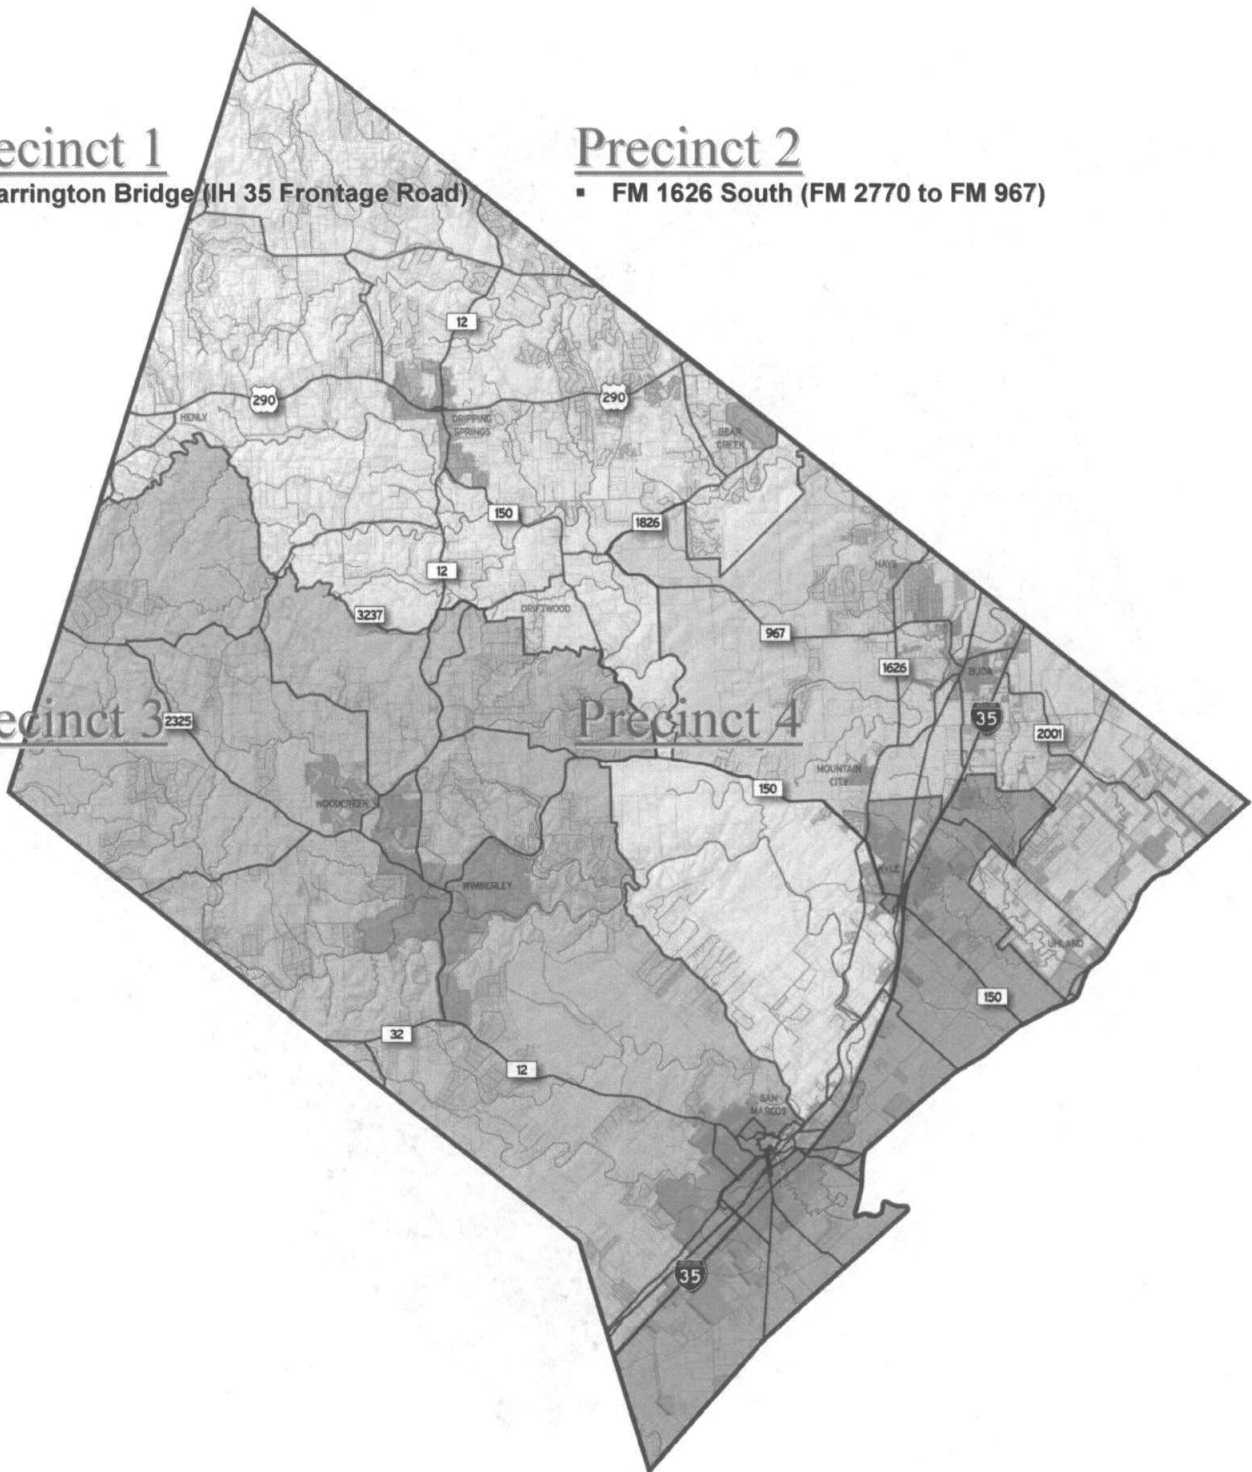 ecinct 1
Precinct 2
arrington Bridge (IH 35 Frontage Road)
▪ FM 1626 South (FM 2770 to FM 967)
12
290
290
HENLY
DRIPPING
SPRINGS
BEAR
CREEK
150
1826
HAYS
12
3237
DRIFTWOOD
967
1626
BUDA
ecinct 3
2325
Precinct 4
35
2001
MOUNTAIN
CITY
150
WOODCREEK
KYLE
WIMBERLEY
UHLAND
150
32
12
SAN
MARCOS
35